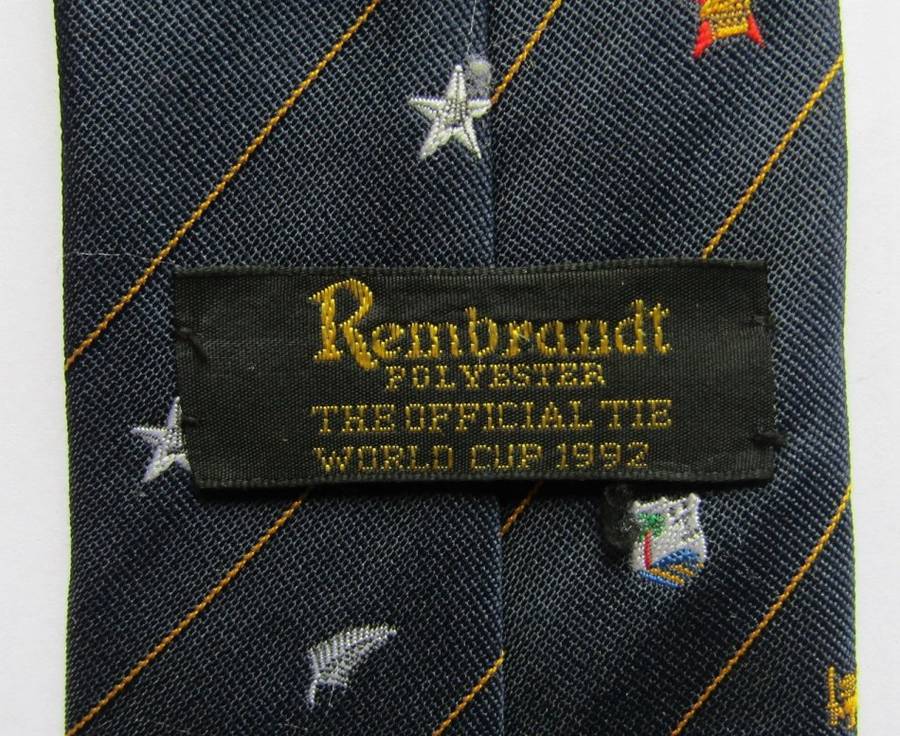 Rembrandt
POLYESTER
THE OFFICIAL TIE
WORLD CUP 1992